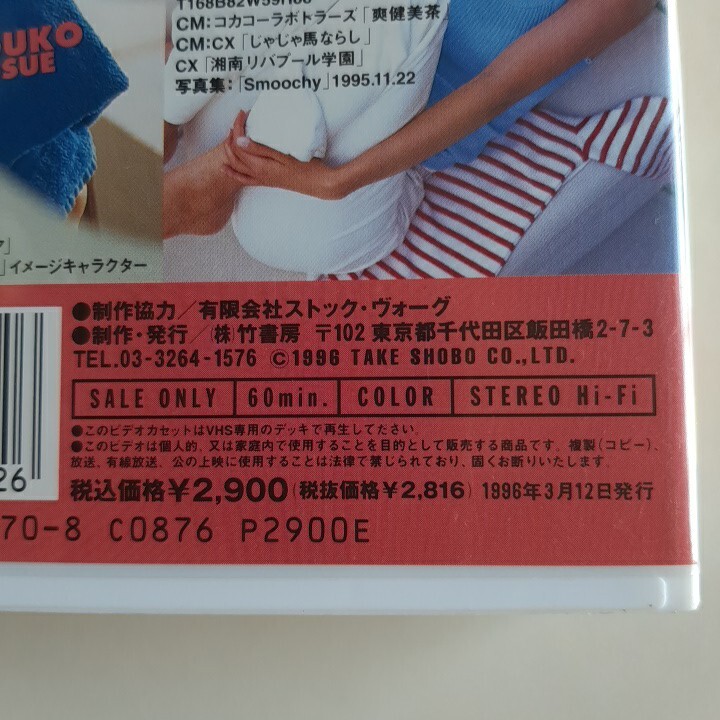 UKO
SUE
T168B82W59H86
CM:コカコーラボトラーズ「爽健美茶」
CM:CX「じゃじゃ馬ならし」
CX「湘南リバプール学園」
写真集:「Smoochy」1995.11.22
」イメージキャラクター
●制作協力/有限会社ストック・ヴォーグ
●制作・発行/㈱竹書房 〒102 東京都千代田区飯田橋2-7-3
TEL.03-3264-1576 ©1996 TAKE SHOBO CO.,LTD.
SALE ONLY 60min. COLOR STEREO Hi-Fi
●このビデオカセットはVHS専用のデッキで再生してださい。
●このビデオは個人的、又は家庭内で使用することを目的として販売する商品です。複製(コピー)、
放送、有線放送、公の上映に使用することは法律で禁じられており、固くお断りいたします。
税込価格¥2,900(税抜価格¥2,816) 1996年3月12日発行
26
70-8 C0876 P2900E